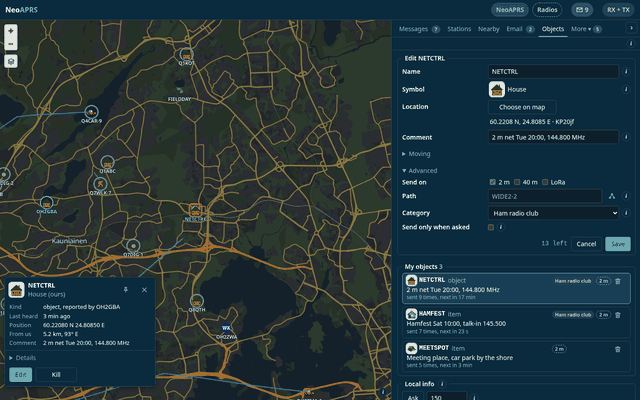 NeoAPRS
NeoAPRS Radios 9 RX + TX
Messages 7 Stations Nearby Email 2 Objects More 5
Edit NETCTRL
Name NETCTRL
Symbol House
Location Choose on map
60.2208 N, 24.8085 E · KP20jf
Comment 2 m net Tue 20:00, 144.800 MHz
Moving
Advanced
Send on 2 m 40 m LoRa
Path WIDE2-2
Category Ham radio club
Send only when asked
13 left Cancel Save
My objects 3
NETCTRL object Ham radio club 2 m
2 m net Tue 20:00, 144.800 MHz
sent 9 times, next in 17 min
HAMFEST item Ham radio club 2 m
Hamfest Sat 10:00, talk-in 145.500
sent 7 times, next in 23 s
MEETSPOT item 2 m
Meeting place, car park by the shore
sent 5 times, next in 3 min
Local info
Ask 150
FIELDDAY
Q4CAR-9
Q1ABC
OH2GBA
NETCTRL
Kauniainen
Q8QTH
WX
OH2WA
NETCTRL
House (ours)
Kind object, reported by OH2GBA
Last heard 3 min ago
Position 60.22080 N 24.80850 E
From us 5.2 km, 93°E
Comment 2 m net Tue 20:00, 144.800 MHz
Details
Edit Kill